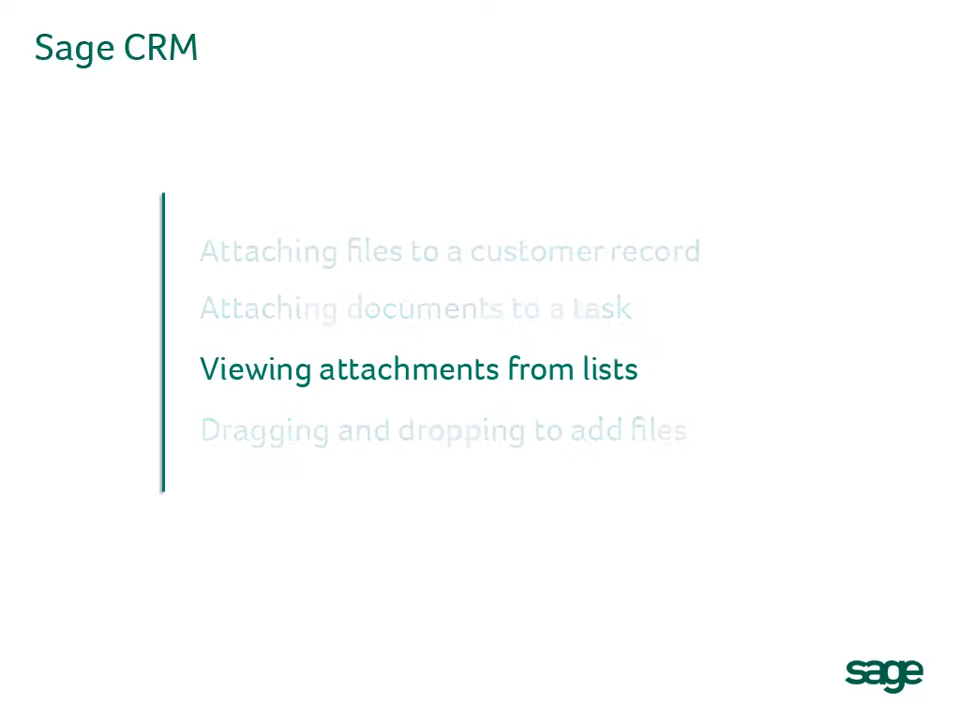 Sage CRM
Attaching files to a customer record
Attaching documents to a task
Viewing attachments from lists
Dragging and dropping to add files
sage